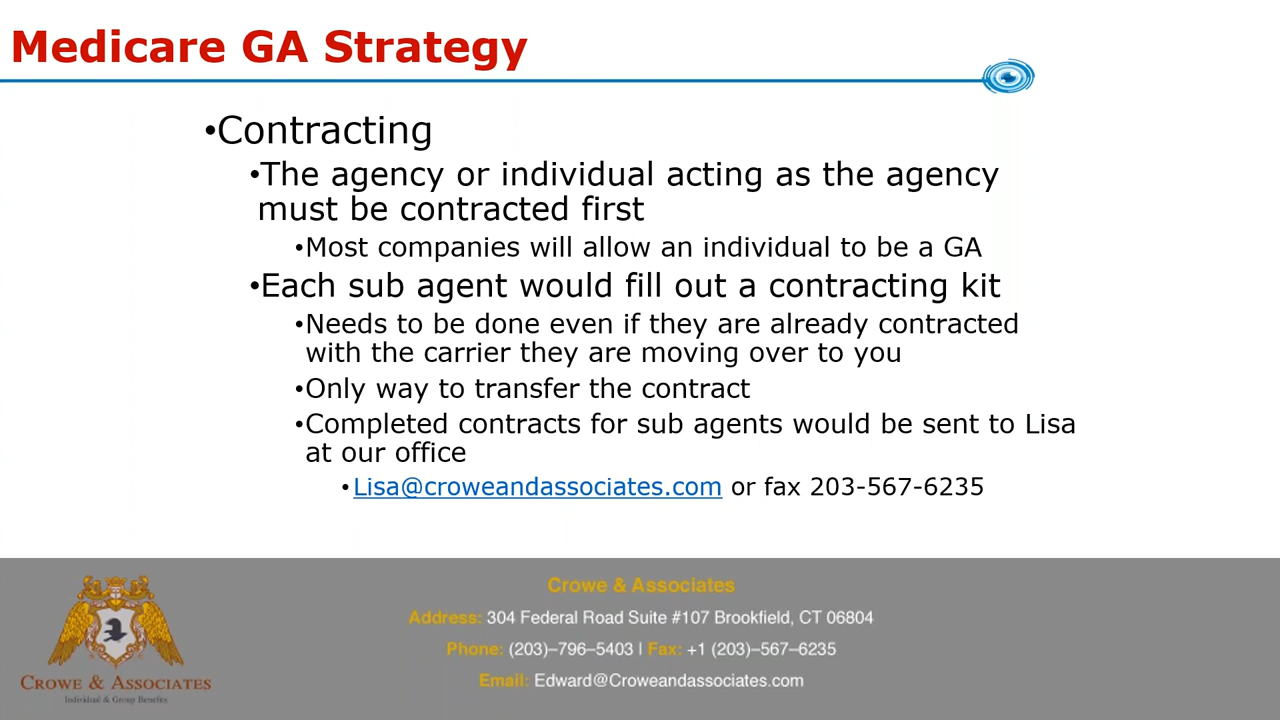 Medicare GA Strategy
•Contracting
•The agency or individual acting as the agency
must be contracted first
•Most companies will allow an individual to be a GA
•Each sub agent would fill out a contracting kit
•Needs to be done even if they are already contracted
with the carrier they are moving over to you
•Only way to transfer the contract
•Completed contracts for sub agents would be sent to Lisa
at our office
•Lisa@croweandassociates.com or fax 203-567-6235
Crowe & Associates
Address: 304 Federal Road Suite #107 Brookfield, CT 06804
Phone: (203)–796–5403 | Fax: +1 (203)–567–6235
Email: Edward@Croweandassociates.com
CROWE & ASSOCIATES
Individual & Group Benefits